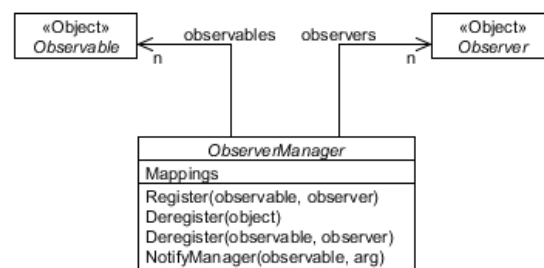 «Object»
Observable
observables
n
observers
n
«Object»
Observer
ObserverManager
Mappings
Register(observable, observer)
Deregister(object)
Deregister(observable, observer)
NotifyManager(observable, arg)